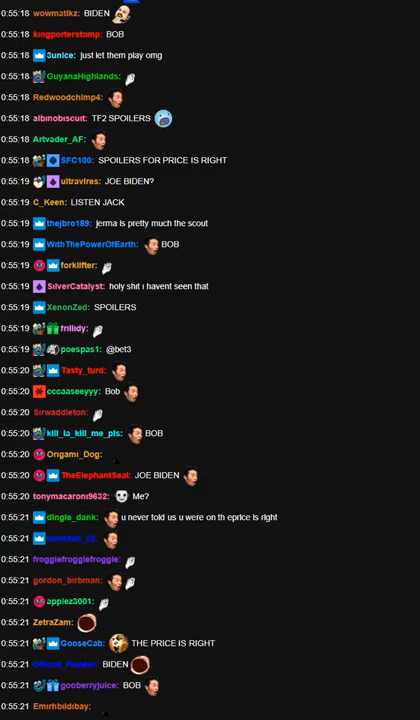 0:55:18 wowmatikz: BIDEN
0:55:18 kingporterstomp: BOB
0:55:18 3unice: just let them play omg
0:55:18 GuyanaHighlands:
0:55:18 Redwoodchimp4:
0:55:18 albinobiscuit: TF2 SPOILERS
0:55:18 Artvader_AF:
0:55:18 SFC100: SPOILERS FOR PRICE IS RIGHT
0:55:19 ultravires: JOE BIDEN?
0:55:19 C_Keen: LISTEN JACK
0:55:19 thejbro189: jerma is pretty much the scout
0:55:19 WithThePowerOfEarth: BOB
0:55:19 forklifter:
0:55:19 SilverCatalyst: holy shit i havent seen that
0:55:19 XenonZed: SPOILERS
0:55:19 frilldy:
0:55:19 poespas1: @bet3
0:55:20 Tasty_turd:
0:55:20 cccaaseeyyy: Bob
0:55:20 Sirwaddleton:
0:55:20 kill_la_kill_me_pls: BOB
0:55:20 Origami_Dog:
0:55:20 TheElephantSeal: JOE BIDEN
0:55:20 tonymacaroni9632: Me?
0:55:21 dingle_dank: u never told us u were on th eprice is right
0:55:21
0:55:21 froggiefroggiefroggie:
0:55:21 gordon_birbman:
0:55:21 applez3001:
0:55:21 ZetraZam:
0:55:21 GooseCab: THE PRICE IS RIGHT
0:55:21 BIDEN
0:55:21 gooberryjuice: BOB
0:55:21 Emirhbildibay: